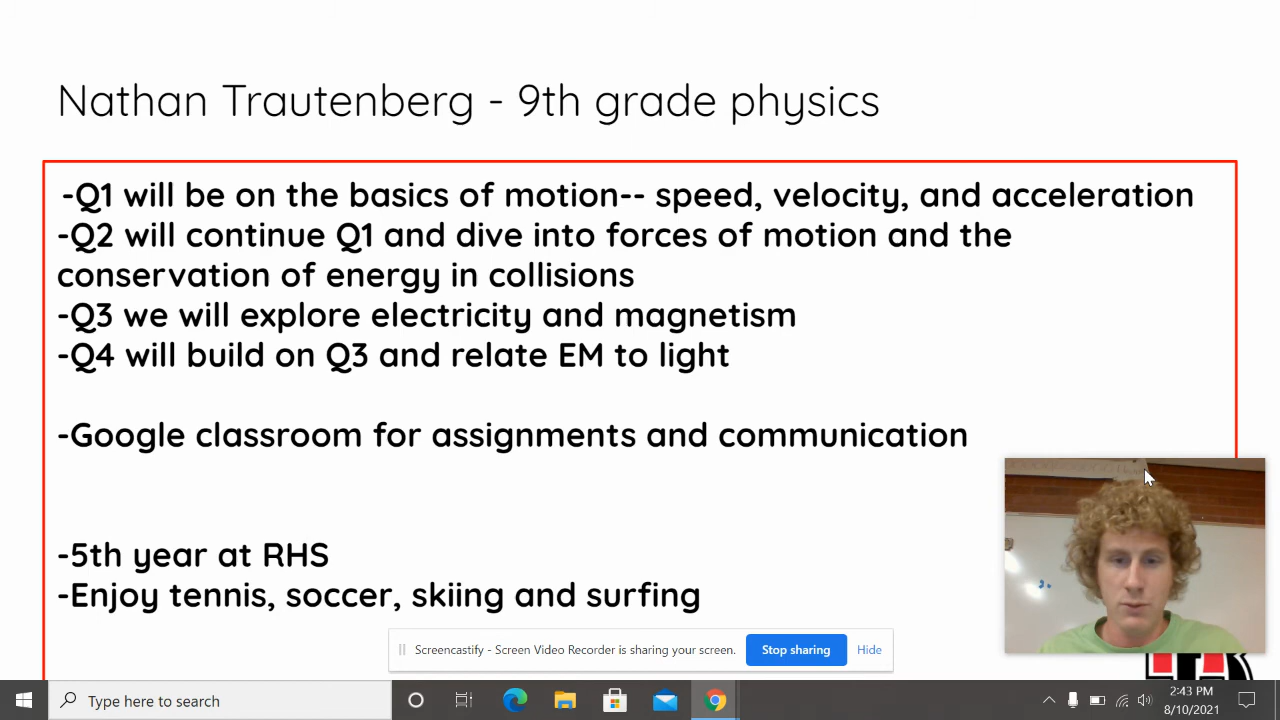 Nathan Trautenberg - 9th grade physics
-Q1 will be on the basics of motion-- speed, velocity, and acceleration
-Q2 will continue Q1 and dive into forces of motion and the
conservation of energy in collisions
-Q3 we will explore electricity and magnetism
-Q4 will build on Q3 and relate EM to light
-Google classroom for assignments and communication
-5th year at RHS
-Enjoy tennis, soccer, skiing and surfing
Screencastify - Screen Video Recorder is sharing your screen.
Stop sharing
Hide
Type here to search
2:43 PM
8/10/2021